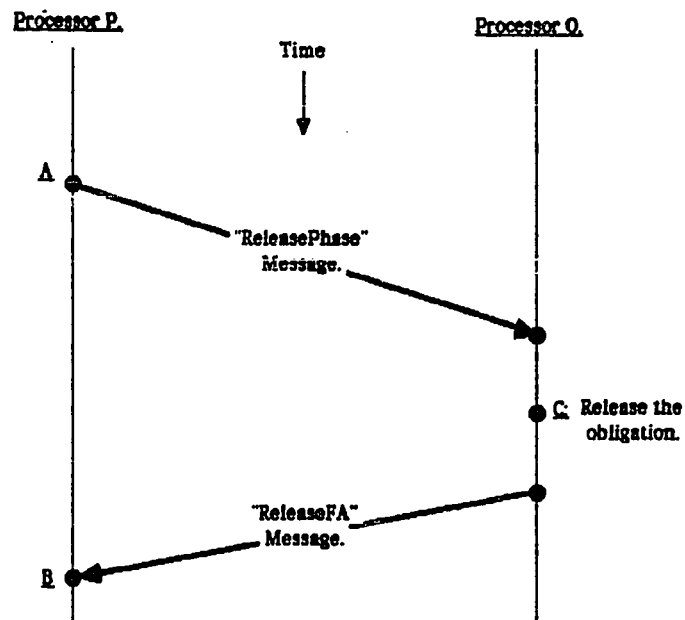 Processor P.
Processor Q.
Time
A
"ReleasePhase"
Message.
C: Release the
obligation.
"ReleaseFA"
Message.
B